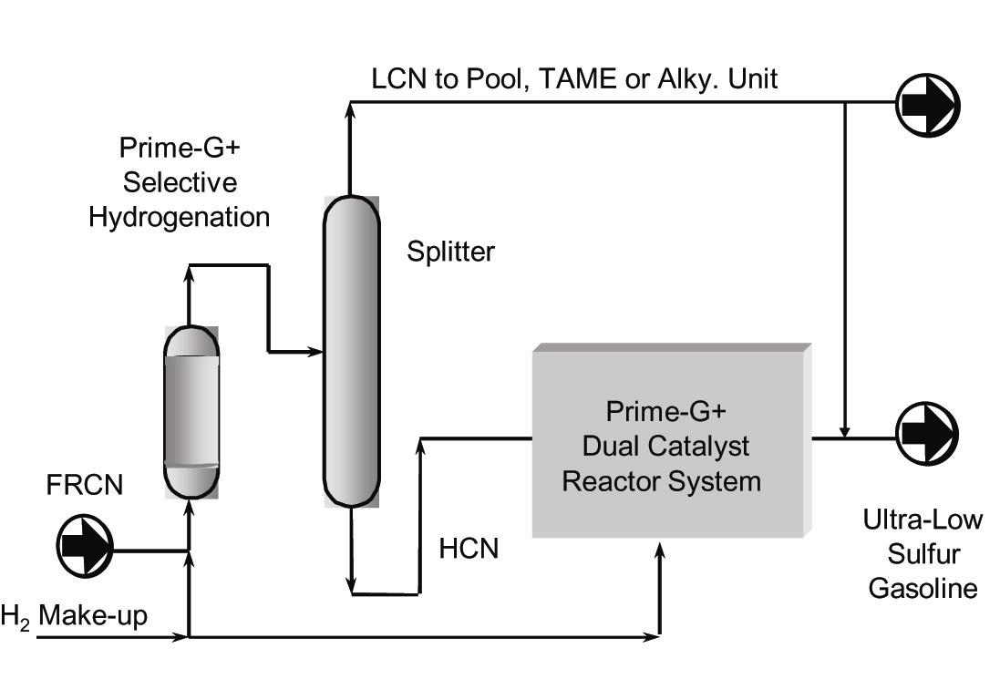 LCN to Pool, TAME or Alky. Unit
Prime-G+
Selective
Hydrogenation
Splitter
Prime-G+
Dual Catalyst
Reactor System
FRCN
HCN
Ultra-Low
Sulfur
Gasoline
H₂ Make-up